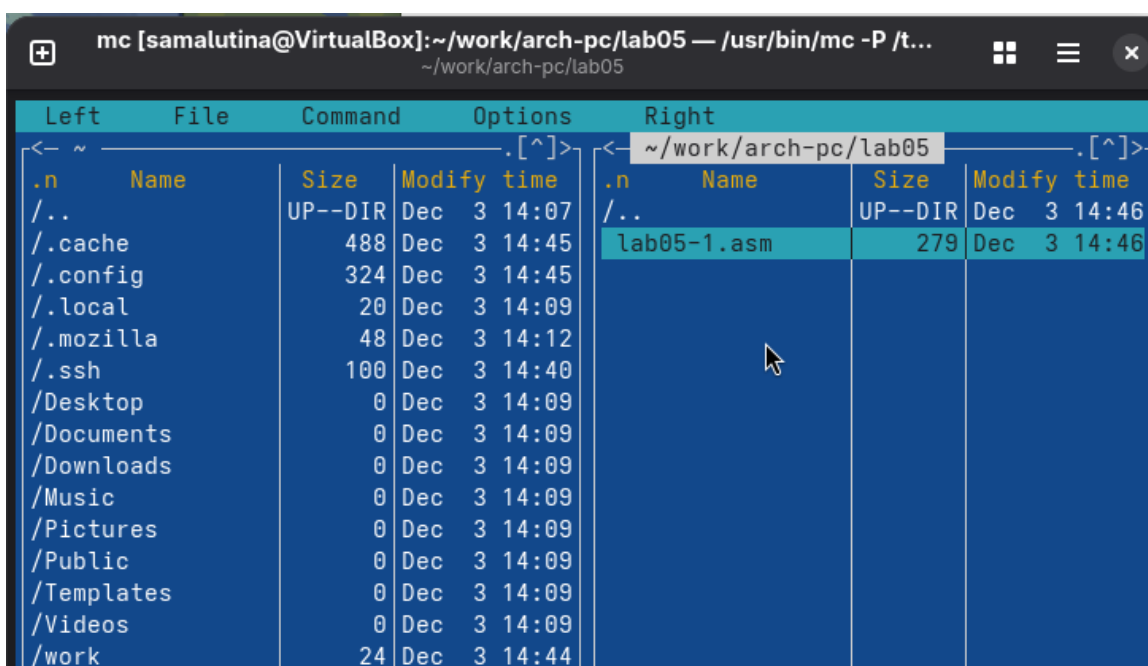 mc [samalutina@VirtualBox]:~/work/arch-pc/lab05 — /usr/bin/mc -P /t...
~/work/arch-pc/lab05
Left File Command Options Right
<— ~ .[^]> <— ~/work/arch-pc/lab05 .[^]>
.n Name Size Modify time .n Name Size Modify time
/.. UP--DIR Dec 3 14:07 /.. UP--DIR Dec 3 14:46
/.cache 488 Dec 3 14:45 lab05-1.asm 279 Dec 3 14:46
/.config 324 Dec 3 14:45
/.local 20 Dec 3 14:09
/.mozilla 48 Dec 3 14:12
/.ssh 100 Dec 3 14:40
/Desktop 0 Dec 3 14:09
/Documents 0 Dec 3 14:09
/Downloads 0 Dec 3 14:09
/Music 0 Dec 3 14:09
/Pictures 0 Dec 3 14:09
/Public 0 Dec 3 14:09
/Templates 0 Dec 3 14:09
/Videos 0 Dec 3 14:09
/work 24 Dec 3 14:44